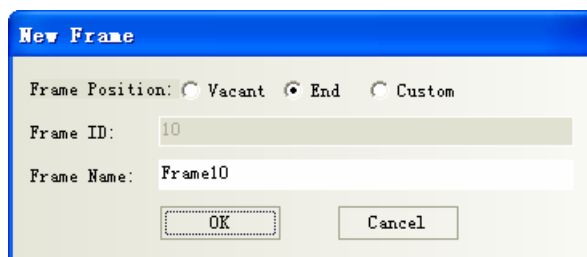 New Frame
Frame Position: Vacant End Custom
Frame ID: 10
Frame Name: Frame10
OK Cancel